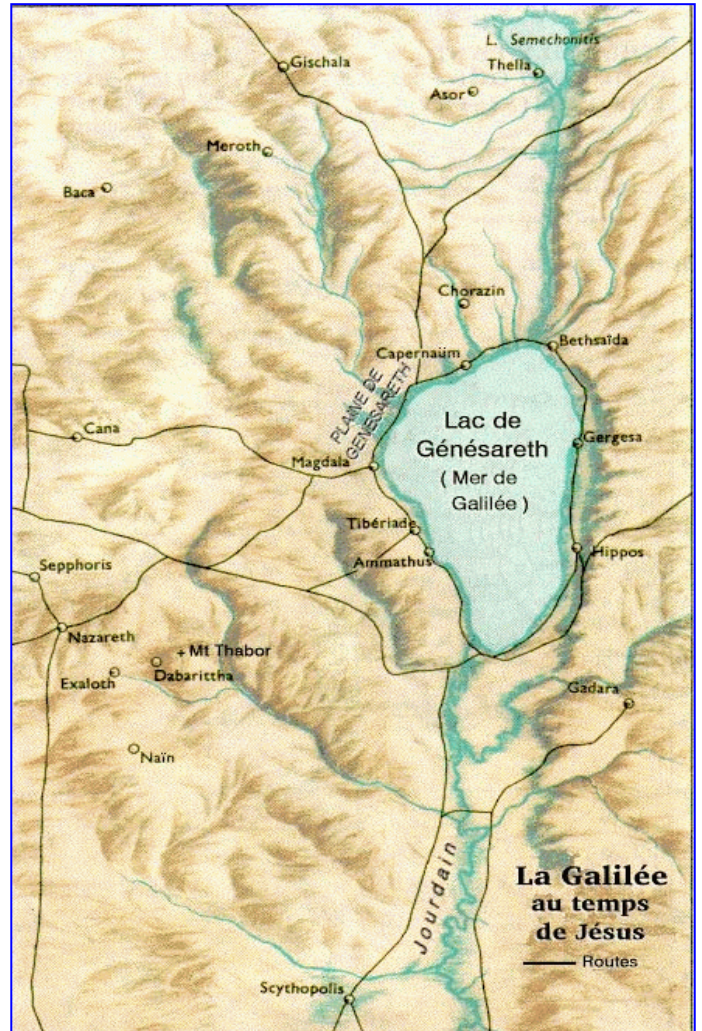 L. Semechonitis
Gischala
Thella
Asor
Meroth
Baca
Chorazin
Bethsaïda
Capernaüm
PLAINE DE
GÉNÉSARETH
Cana
Lac de
Génésareth
( Mer de
Galilée )
Gergesa
Magdala
Tibériade
Ammathus
Hippos
Sepphoris
Nazareth
+ Mt Thabor
Dabarittha
Exaloth
Gadara
Naïn
Jourdain
La Galilée
au temps
de Jésus
Routes
Scythopolis